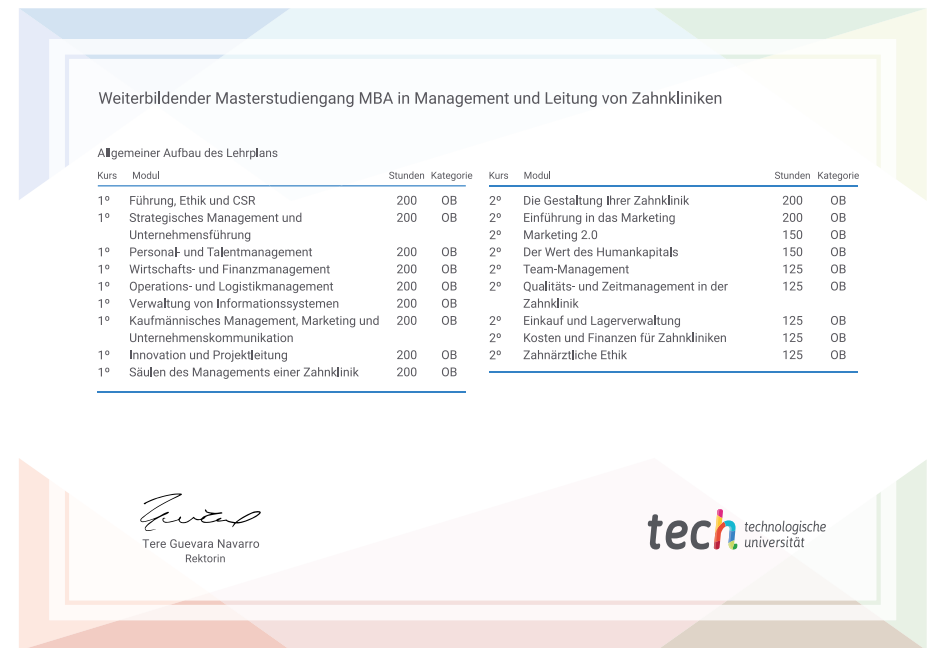 Weiterbildender Masterstudiengang MBA in Management und Leitung von Zahnkliniken
Allgemeiner Aufbau des Lehrplans
Kurs Modul Stunden Kategorie
1º Führung, Ethik und CSR 200 OB
1º Strategisches Management und 200 OB
Unternehmensführung
1º Personal- und Talentmanagement 200 OB
1º Wirtschafts- und Finanzmanagement 200 OB
1º Operations- und Logistikmanagement 200 OB
1º Verwaltung von Informationssystemen 200 OB
1º Kaufmännisches Management, Marketing und 200 OB
Unternehmenskommunikation
1º Innovation und Projektleitung 200 OB
1º Säulen des Managements einer Zahnklinik 200 OB
Kurs Modul Stunden Kategorie
2º Die Gestaltung Ihrer Zahnklinik 200 OB
2º Einführung in das Marketing 200 OB
2º Marketing 2.0 150 OB
2º Der Wert des Humankapitals 150 OB
2º Team-Management 125 OB
2º Qualitäts- und Zeitmanagement in der 125 OB
Zahnklinik
2º Einkauf und Lagerverwaltung 125 OB
2º Kosten und Finanzen für Zahnkliniken 125 OB
2º Zahnärztliche Ethik 125 OB
Tere Guevara Navarro
Rektorin
tech technologische
universität